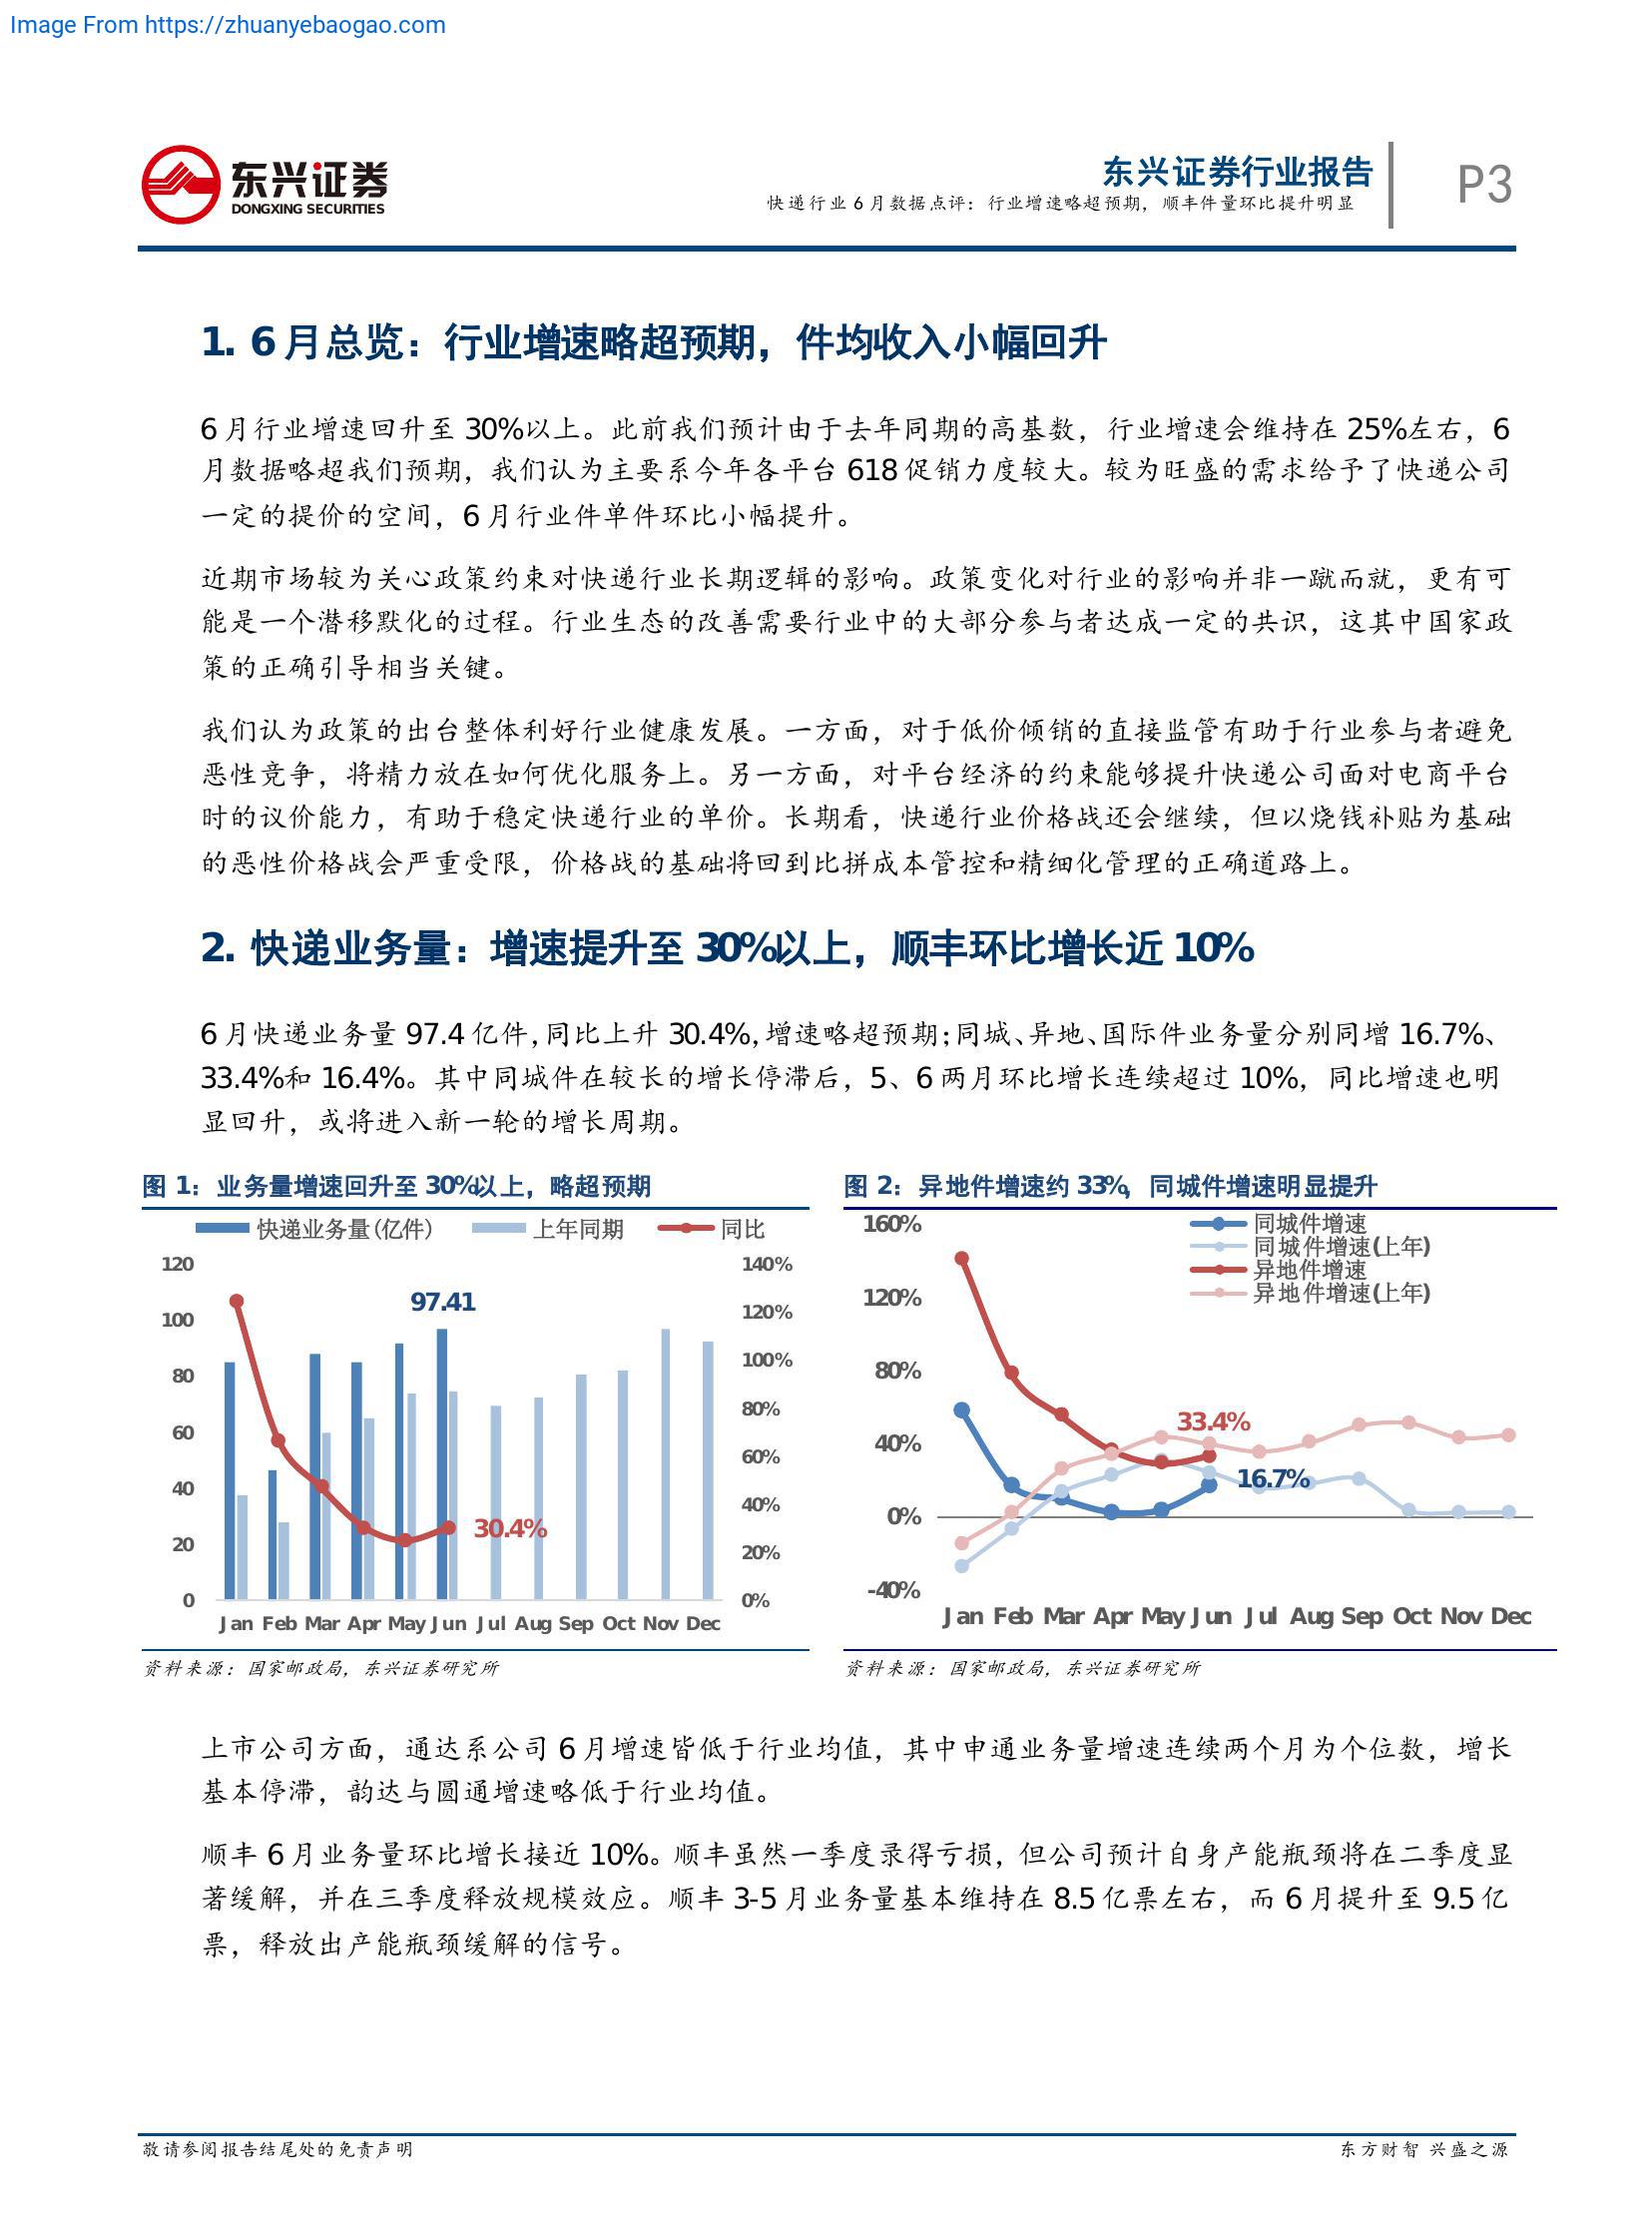 Image From https://zhuanyebaogao.com
东兴证券
DONGXING SECURITIES
东兴证券行业报告
快递行业 6 月数据点评：行业增速略超预期，顺丰件量环比提升明显
P3
1. 6 月总览：行业增速略超预期，件均收入小幅回升
6 月行业增速回升至 30%以上。此前我们预计由于去年同期的高基数，行业增速会维持在 25%左右，6
月数据略超我们预期，我们认为主要系今年各平台 618 促销力度较大。较为旺盛的需求给予了快递公司
一定的提价的空间，6 月行业件单件环比小幅提升。
近期市场较为关心政策约束对快递行业长期逻辑的影响。政策变化对行业的影响并非一蹴而就，更有可
能是一个潜移默化的过程。行业生态的改善需要行业中的大部分参与者达成一定的共识，这其中国家政
策的正确引导相当关键。
我们认为政策的出台整体利好行业健康发展。一方面，对于低价倾销的直接监管有助于行业参与者避免
恶性竞争，将精力放在如何优化服务上。另一方面，对平台经济的约束能够提升快递公司面对电商平台
时的议价能力，有助于稳定快递行业的单价。长期看，快递行业价格战还会继续，但以烧钱补贴为基础
的恶性价格战会严重受限，价格战的基础将回到比拼成本管控和精细化管理的正确道路上。
2. 快递业务量：增速提升至 30%以上，顺丰环比增长近 10%
6 月快递业务量 97.4 亿件，同比上升 30.4%，增速略超预期；同城、异地、国际件业务量分别同增 16.7%、
33.4%和 16.4%。其中同城件在较长的增长停滞后，5、6 两月环比增长连续超过 10%，同比增速也明
显回升，或将进入新一轮的增长周期。
图 1：业务量增速回升至 30%以上，略超预期
快递业务量(亿件) 上年同期 同比
120
100
80
60
40
20
0
140%
120%
100%
80%
60%
40%
20%
0%
97.41
30.4%
Jan Feb Mar Apr May Jun Jul Aug Sep Oct Nov Dec
资料来源：国家邮政局，东兴证券研究所
图 2：异地件增速约 33%，同城件增速明显提升
同城件增速
同城件增速(上年)
异地件增速
异地件增速(上年)
160%
120%
80%
40%
0%
-40%
33.4%
16.7%
Jan Feb Mar Apr May Jun Jul Aug Sep Oct Nov Dec
资料来源：国家邮政局，东兴证券研究所
上市公司方面，通达系公司 6 月增速皆低于行业均值，其中申通业务量增速连续两个月为个位数，增长
基本停滞，韵达与圆通增速略低于行业均值。
顺丰 6 月业务量环比增长接近 10%。顺丰虽然一季度录得亏损，但公司预计自身产能瓶颈将在二季度显
著缓解，并在三季度释放规模效应。顺丰 3-5 月业务量基本维持在 8.5 亿票左右，而 6 月提升至 9.5 亿
票，释放出产能瓶颈缓解的信号。
敬请参阅报告结尾处的免责声明
东方财智 兴盛之源